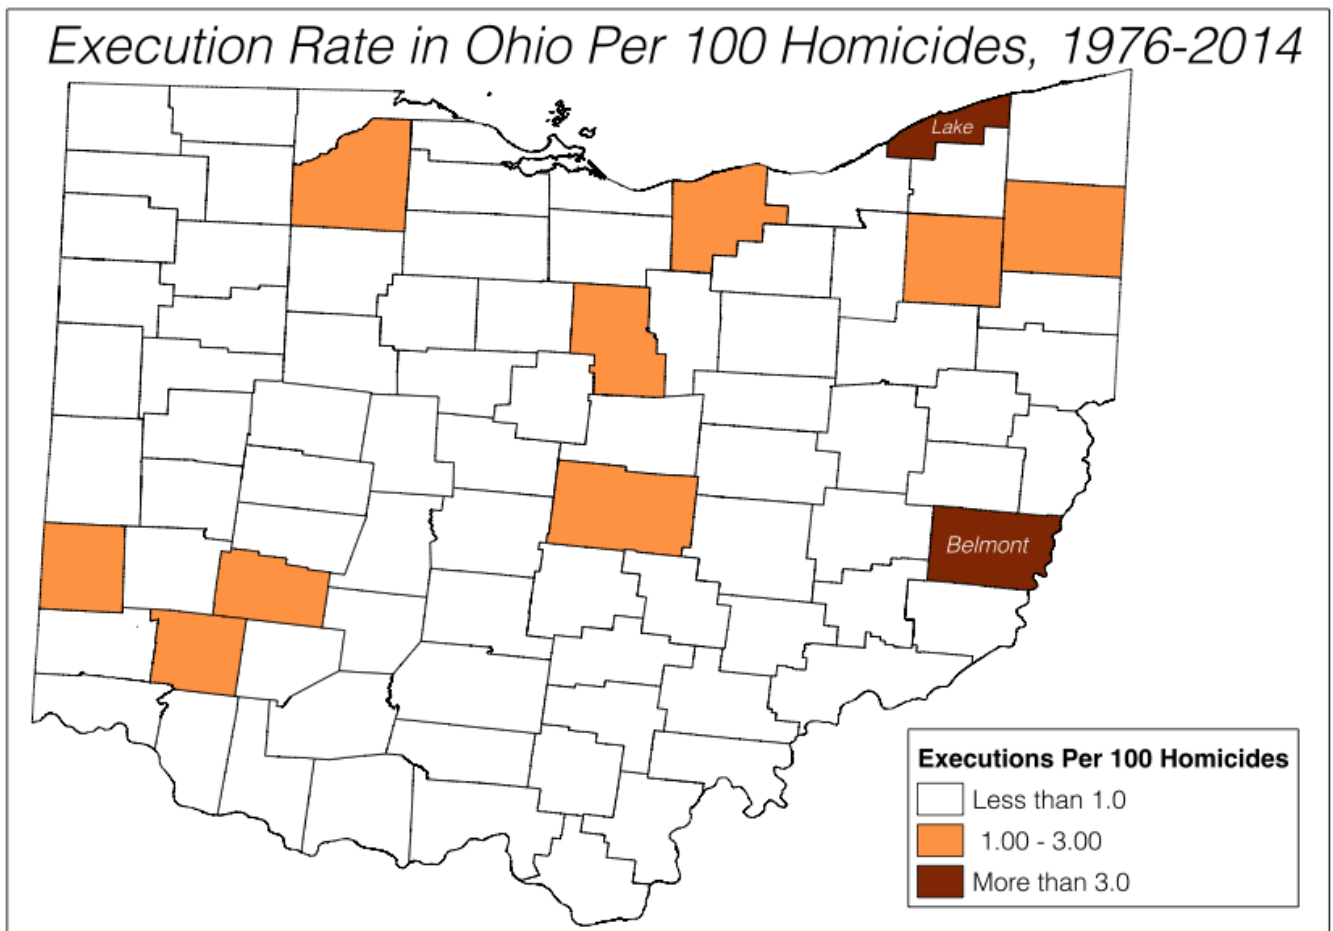 Execution Rate in Ohio Per 100 Homicides, 1976-2014
Lake
Belmont
Executions Per 100 Homicides
Less than 1.0
1.00 - 3.00
More than 3.0